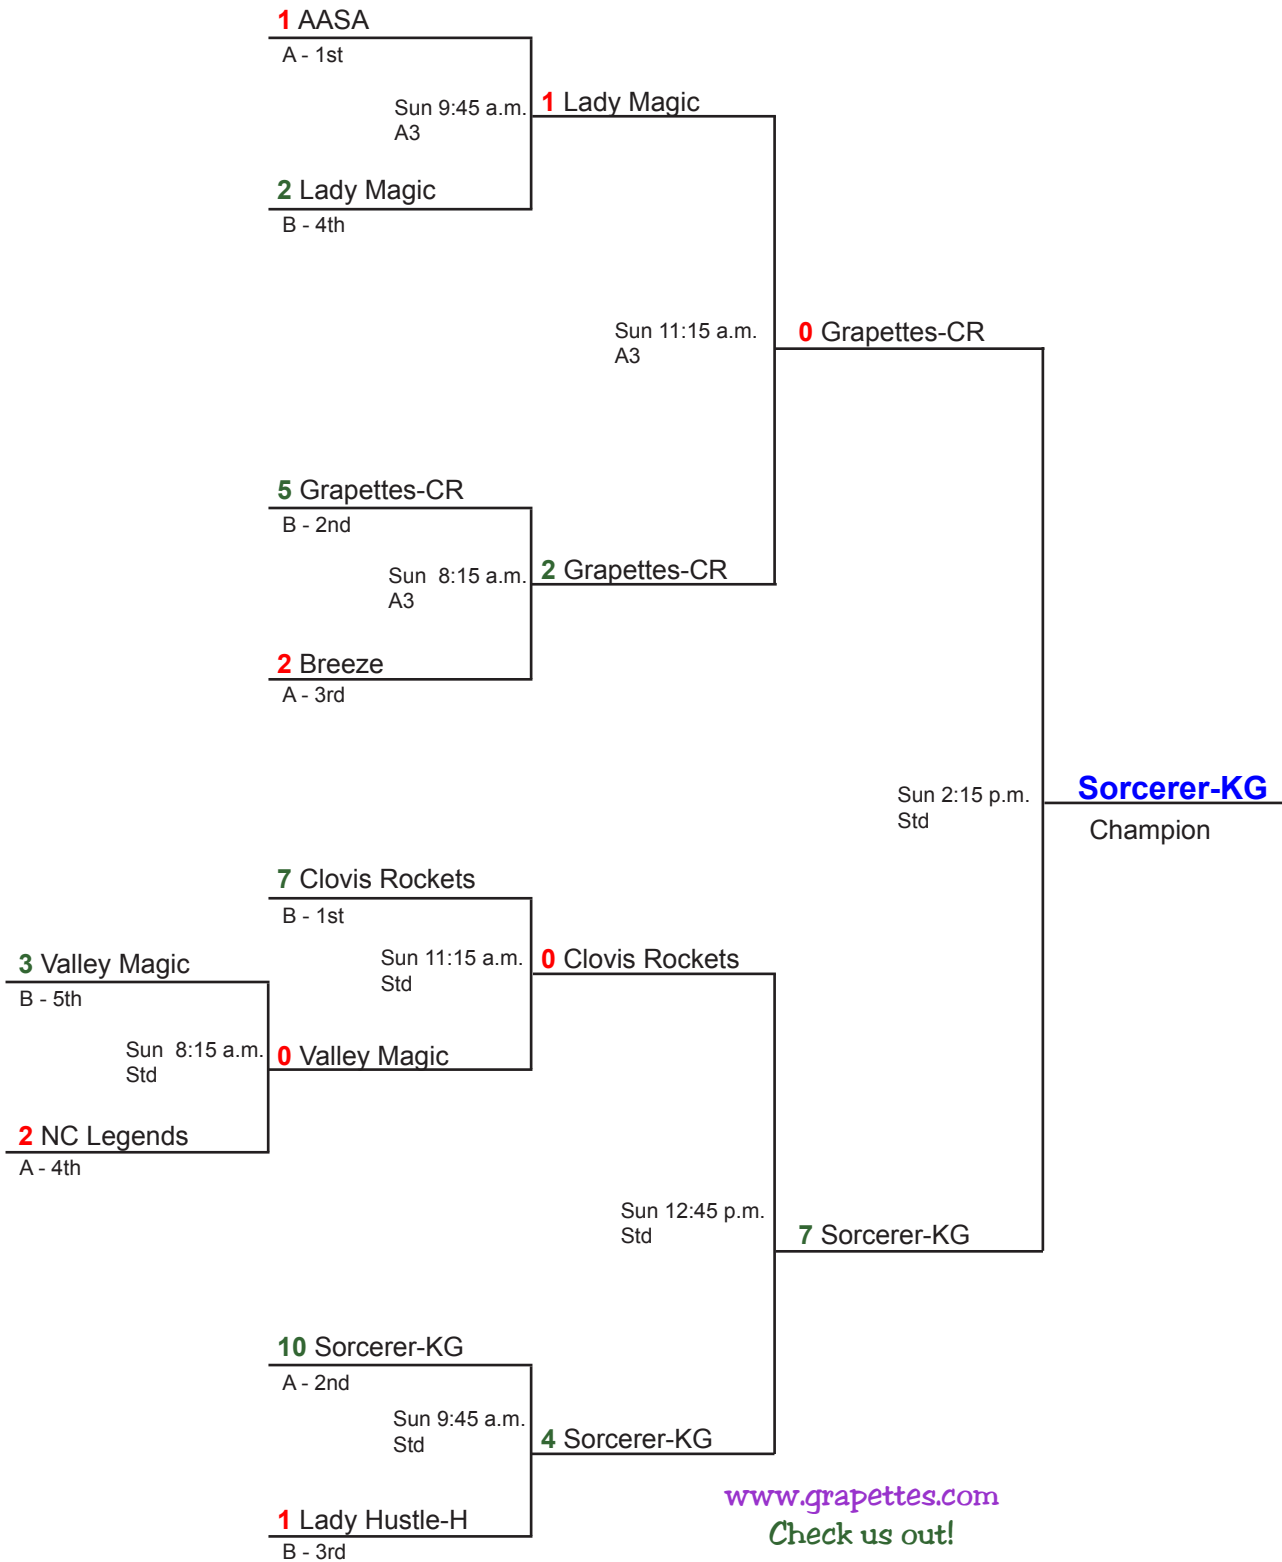 1 AASA
A - 1st
Sun 9:45 a.m.
A3
1 Lady Magic
2 Lady Magic
B - 4th
Sun 11:15 a.m.
A3
0 Grapettes-CR
5 Grapettes-CR
B - 2nd
Sun 8:15 a.m.
A3
2 Grapettes-CR
2 Breeze
A - 3rd
Sun 2:15 p.m.
Std
Sorcerer-KG
Champion
7 Clovis Rockets
B - 1st
Sun 11:15 a.m.
Std
0 Clovis Rockets
3 Valley Magic
B - 5th
Sun 8:15 a.m.
Std
0 Valley Magic
2 NC Legends
A - 4th
Sun 12:45 p.m.
Std
7 Sorcerer-KG
10 Sorcerer-KG
A - 2nd
Sun 9:45 a.m.
Std
4 Sorcerer-KG
1 Lady Hustle-H
B - 3rd
www.grapettes.com
Check us out!